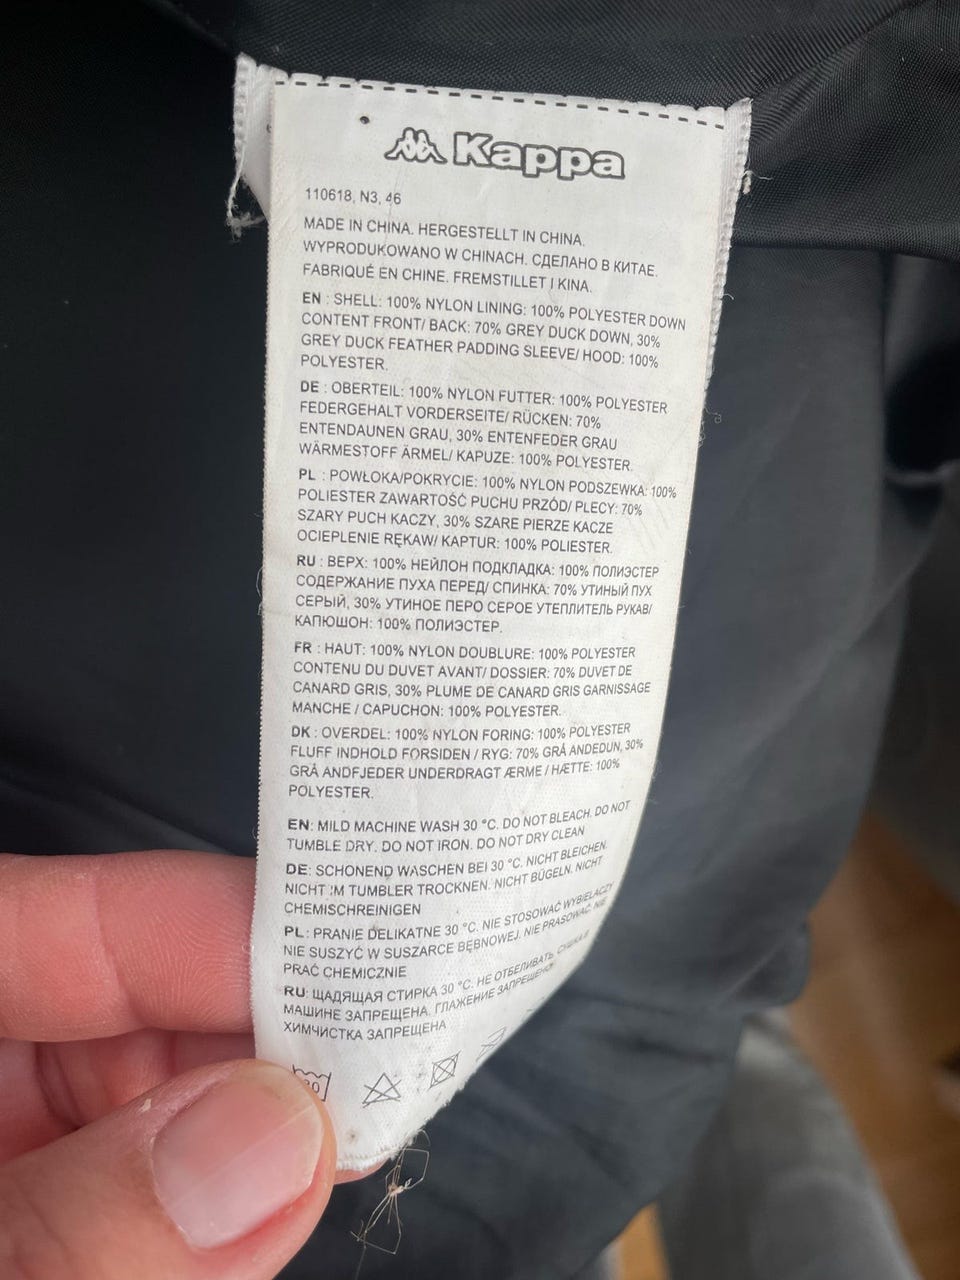 Kappa
110618, N3, 46
MADE IN CHINA. HERGESTELLT IN CHINA.
WYPRODUKOWANO W CHINACH. СДЕЛАНО В КИТАЕ.
FABRIQUÉ EN CHINE. FREMSTILLET I KINA.
EN : SHELL: 100% NYLON LINING: 100% POLYESTER DOWN
CONTENT FRONT/ BACK: 70% GREY DUCK DOWN, 30%
GREY DUCK FEATHER PADDING SLEEVE/ HOOD: 100%
POLYESTER.
DE : OBERTEIL: 100% NYLON FUTTER: 100% POLYESTER
FEDERGEHALT VORDERSEITE/ RÜCKEN: 70%
ENTENDAUNEN GRAU, 30% ENTENFEDER GRAU
WÄRMESTOFF ÄRMEL/ KAPUZE: 100% POLYESTER.
PL : POWŁOKA/POKRYCIE: 100% NYLON PODSZEWKA: 100%
POLIESTER ZAWARTOŚĆ PUCHU PRZÓD/ PLECY: 70%
SZARY PUCH KACZY, 30% SZARE PIERZE KACZE
OCIEPLENIE RĘKAW/ KAPTUR: 100% POLIESTER.
RU : ВЕРХ: 100% НЕЙЛОН ПОДКЛАДКА: 100% ПОЛИЭСТЕР
СОДЕРЖАНИЕ ПУХА ПЕРЕД/ СПИНКА: 70% УТИНЫЙ ПУХ
СЕРЫЙ, 30% УТИНОЕ ПЕРО СЕРОЕ УТЕПЛИТЕЛЬ РУКАВ/
КАПЮШОН: 100% ПОЛИЭСТЕР.
FR : HAUT: 100% NYLON DOUBLURE: 100% POLYESTER
CONTENU DU DUVET AVANT/ DOSSIER: 70% DUVET DE
CANARD GRIS, 30% PLUME DE CANARD GRIS GARNISSAGE
MANCHE / CAPUCHON: 100% POLYESTER.
DK : OVERDEL: 100% NYLON FORING: 100% POLYESTER
FLUFF INDHOLD FORSIDEN / RYG: 70% GRÅ ANDEDUN, 30%
GRÅ ANDFJEDER UNDERDRAGT ÆRME / HÆTTE: 100%
POLYESTER.
EN: MILD MACHINE WASH 30 °C. DO NOT BLEACH. DO NOT
TUMBLE DRY. DO NOT IRON. DO NOT DRY CLEAN
DE: SCHONEND WASCHEN BEI 30 °C. NICHT BLEICHEN.
NICHT IM TUMBLER TROCKNEN. NICHT BÜGELN. NICHT
CHEMISCHREINIGEN
PL: PRANIE DELIKATNE 30 °C. NIE STOSOWAĆ WYBIELACZY
NIE SUSZYĆ W SUSZARCE BĘBNOWEJ. NIE PRASOWAĆ. NIE
PRAĆ CHEMICZNIE
RU: ЩАДЯЩАЯ СТИРКА 30 °C. НЕ ОТБЕЛИВАТЬ. СУШКА В
МАШИНЕ ЗАПРЕЩЕНА. ГЛАЖЕНИЕ ЗАПРЕЩЕНО
ХИМЧИСТКА ЗАПРЕЩЕНА
30